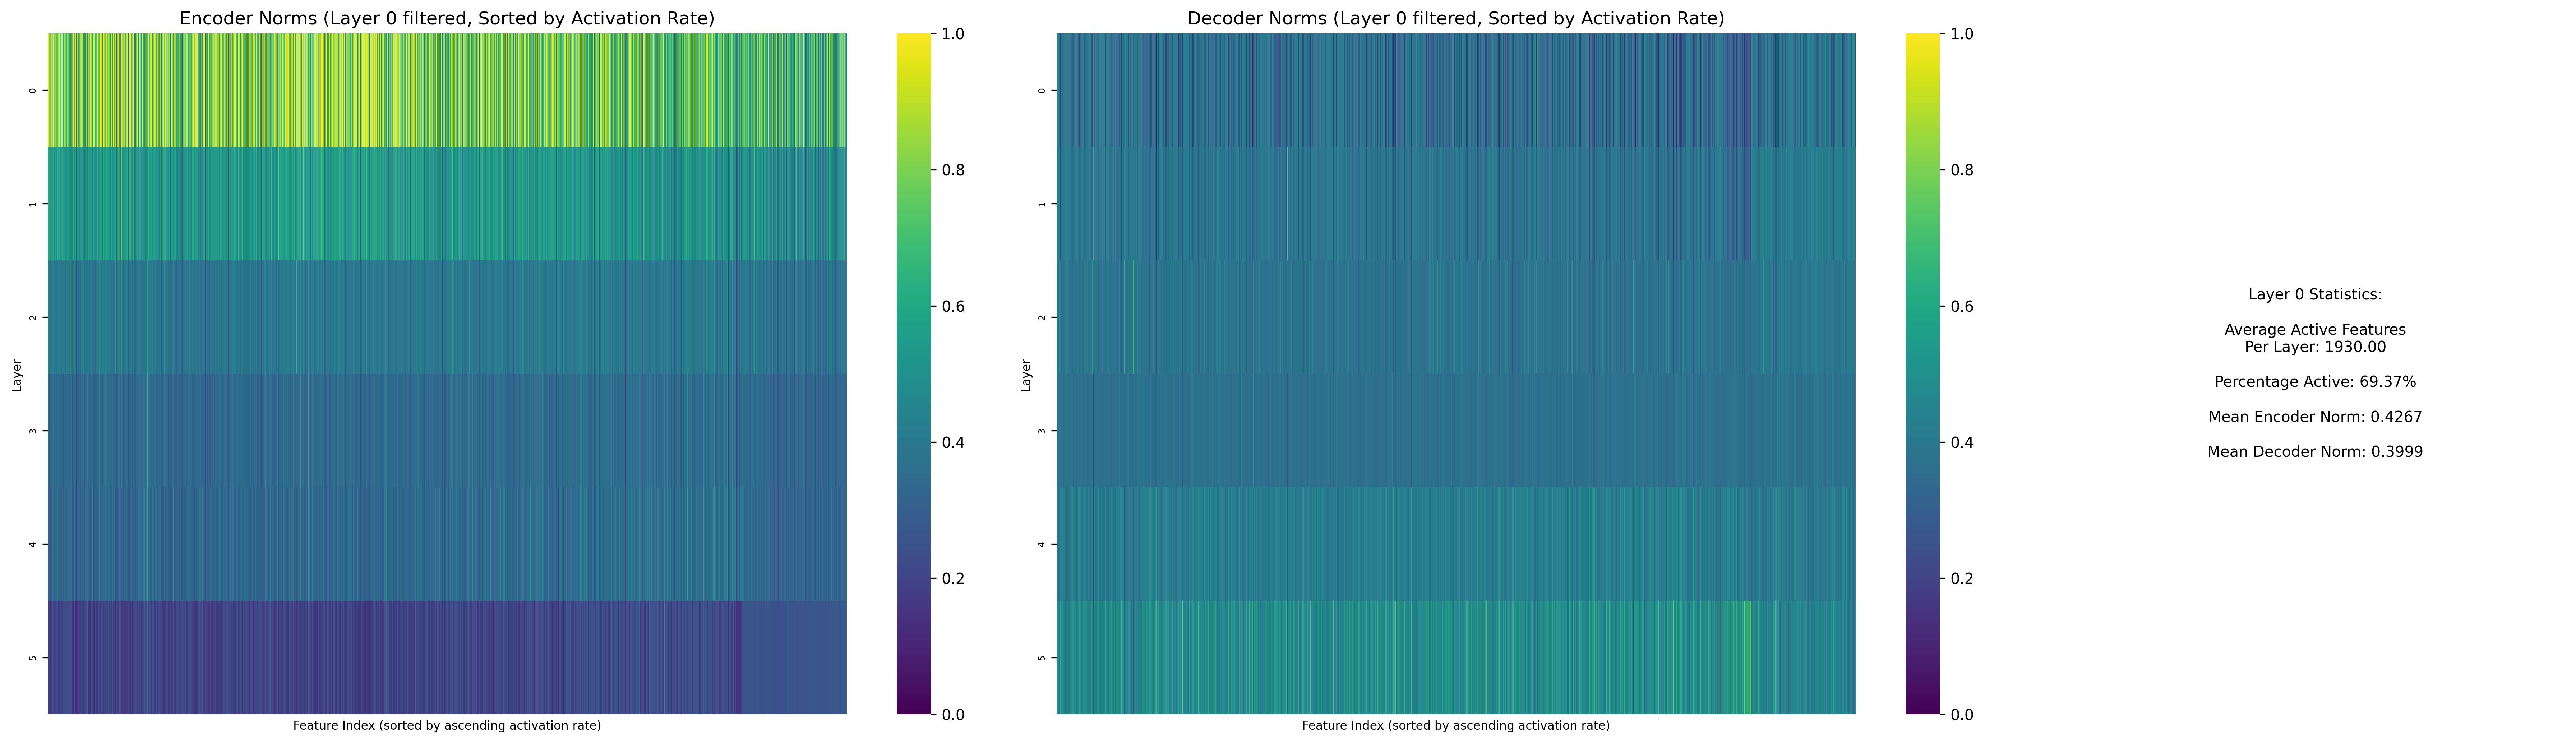 Encoder Norms (Layer 0 filtered, Sorted by Activation Rate)
Layer
0
1
2
3
4
5
Feature Index (sorted by ascending activation rate)
1.0
0.8
0.6
0.4
0.2
0.0
Decoder Norms (Layer 0 filtered, Sorted by Activation Rate)
Layer
0
1
2
3
4
5
Feature Index (sorted by ascending activation rate)
1.0
0.8
0.6
0.4
0.2
0.0
Layer 0 Statistics:
Average Active Features
Per Layer: 1930.00
Percentage Active: 69.37%
Mean Encoder Norm: 0.4267
Mean Decoder Norm: 0.3999